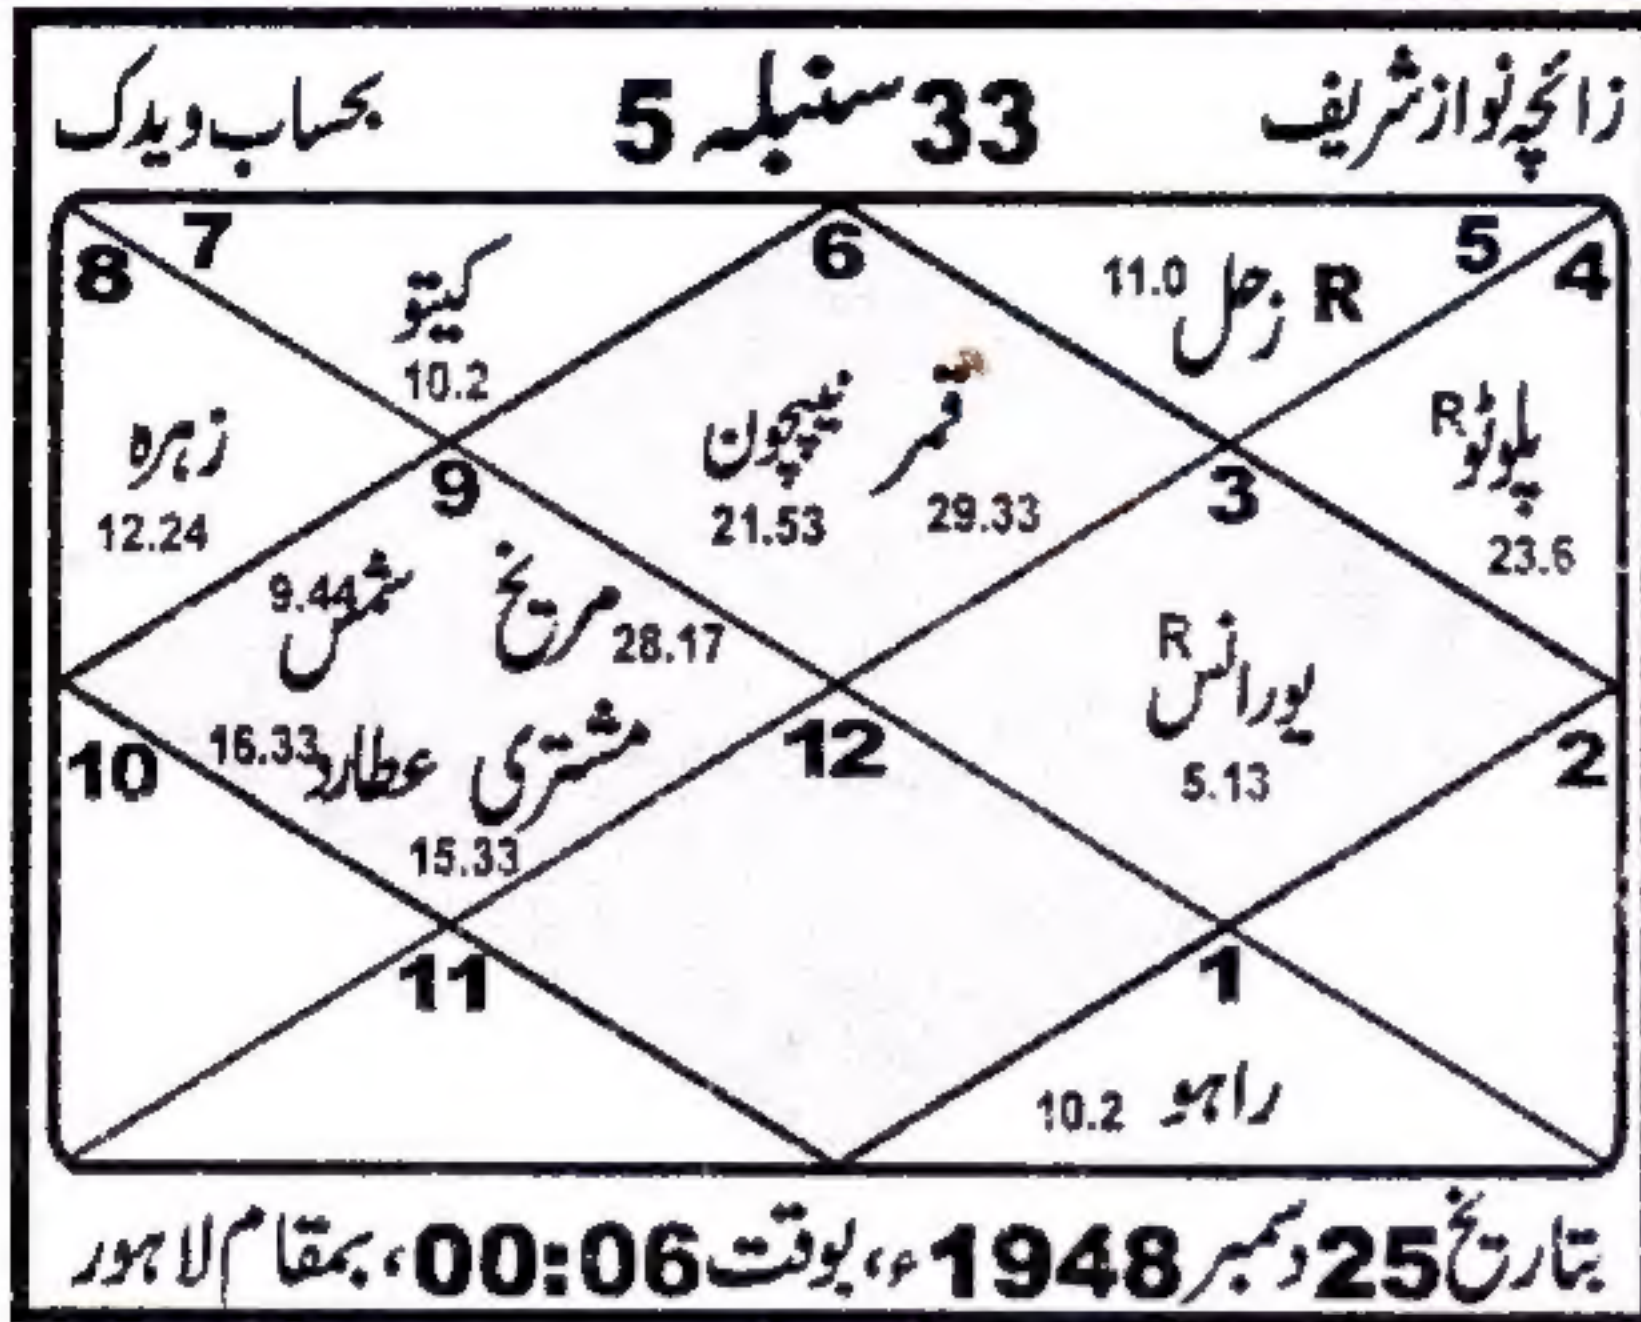 زائچہ نواز شریف 33 سنبلہ 5 بحساب ویدک
6
قمر 29.33
نیپچون 21.53
7
کیتو 10.2
8
زہرہ 12.24
9
شمس 9.44
مریخ 28.17
عطارد 16.33
مشتری 15.33
10
11
12
1
راہو 10.2
2
3
یورانس R
5.13
4
پلوٹو R
23.6
5
R زحل 11.0
بتاریخ 25 دسمبر 1948ء، بوقت 00:06، بمقام لاہور